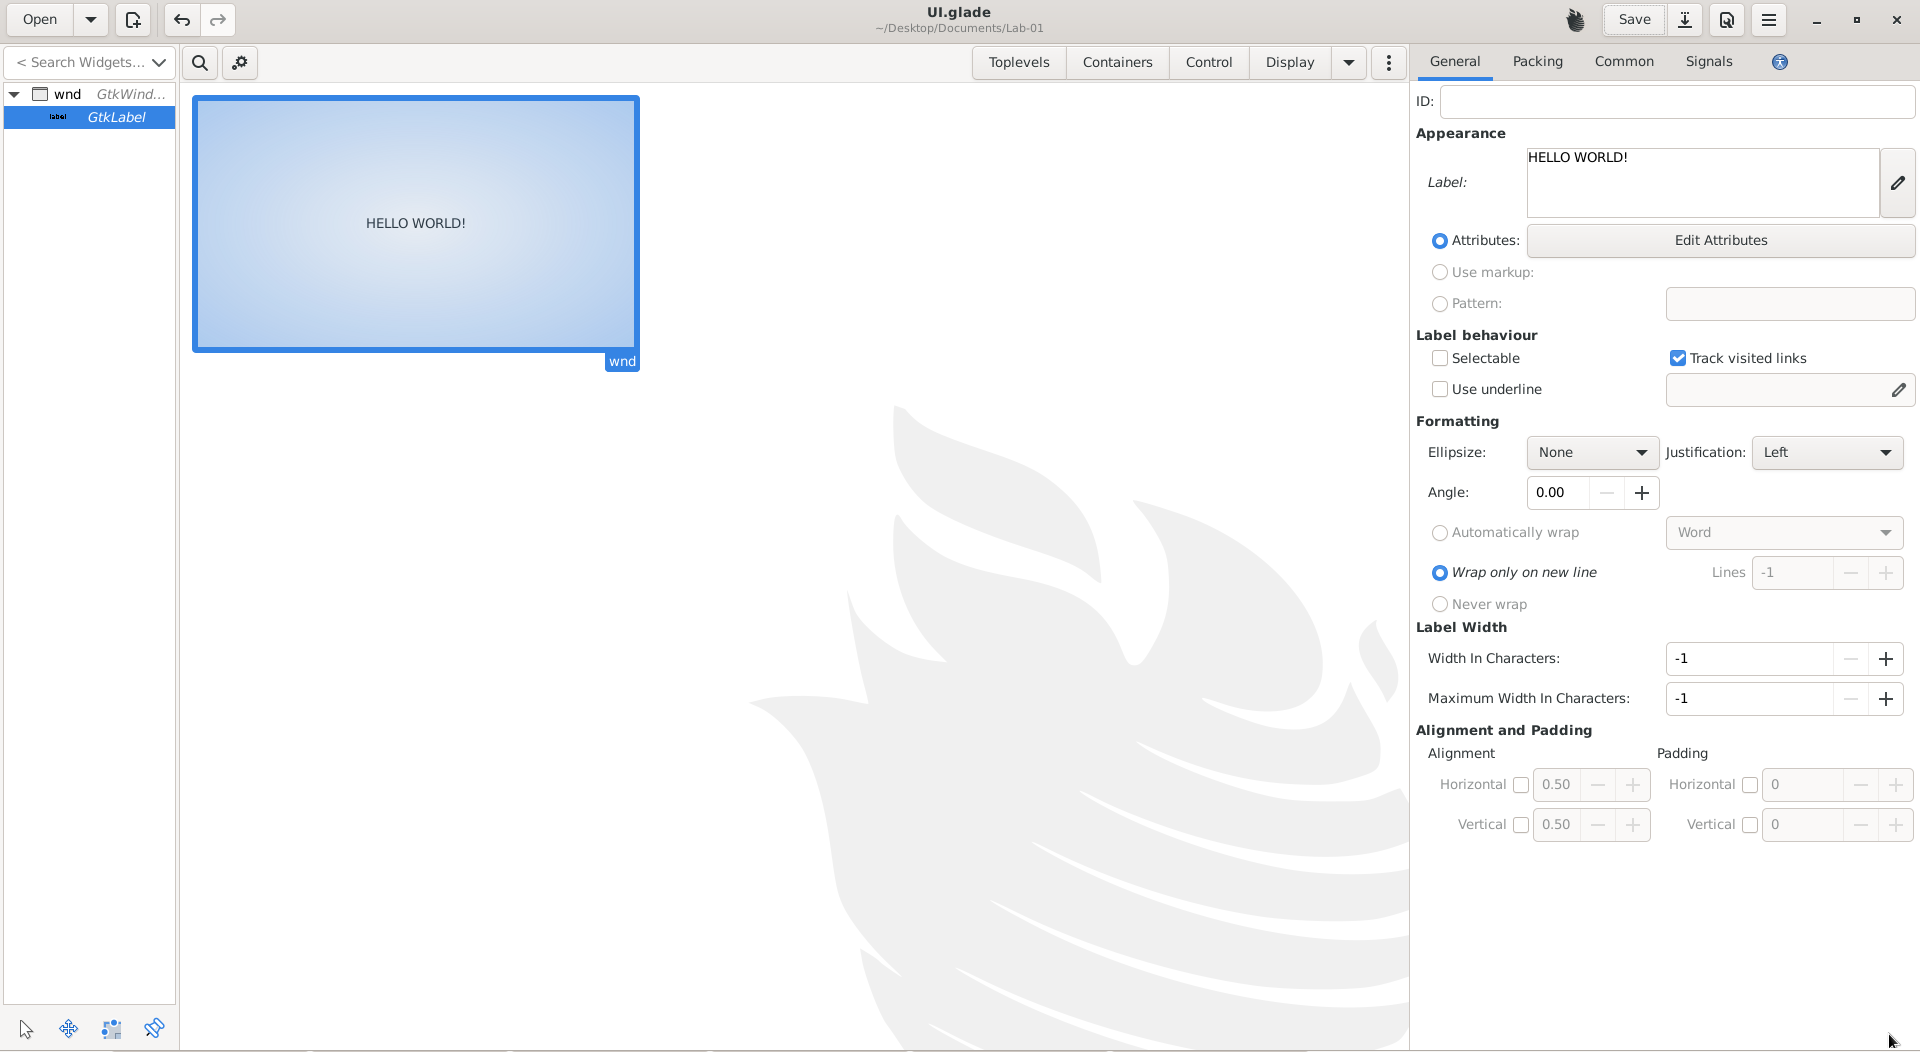 Open
UI.glade
~/Desktop/Documents/Lab-01
Save
< Search Widgets...
Toplevels
Containers
Control
Display
General
Packing
Common
Signals
wnd GtkWind...
label GtkLabel
HELLO WORLD!
wnd
ID:
Appearance
Label:
HELLO WORLD!
Attributes:
Edit Attributes
Use markup:
Pattern:
Label behaviour
Selectable
Track visited links
Use underline
Formatting
Ellipsize:
None
Justification:
Left
Angle:
0.00
Automatically wrap
Word
Wrap only on new line
Lines
-1
Never wrap
Label Width
Width In Characters:
-1
Maximum Width In Characters:
-1
Alignment and Padding
Alignment
Padding
Horizontal
0.50
Horizontal
0
Vertical
0.50
Vertical
0